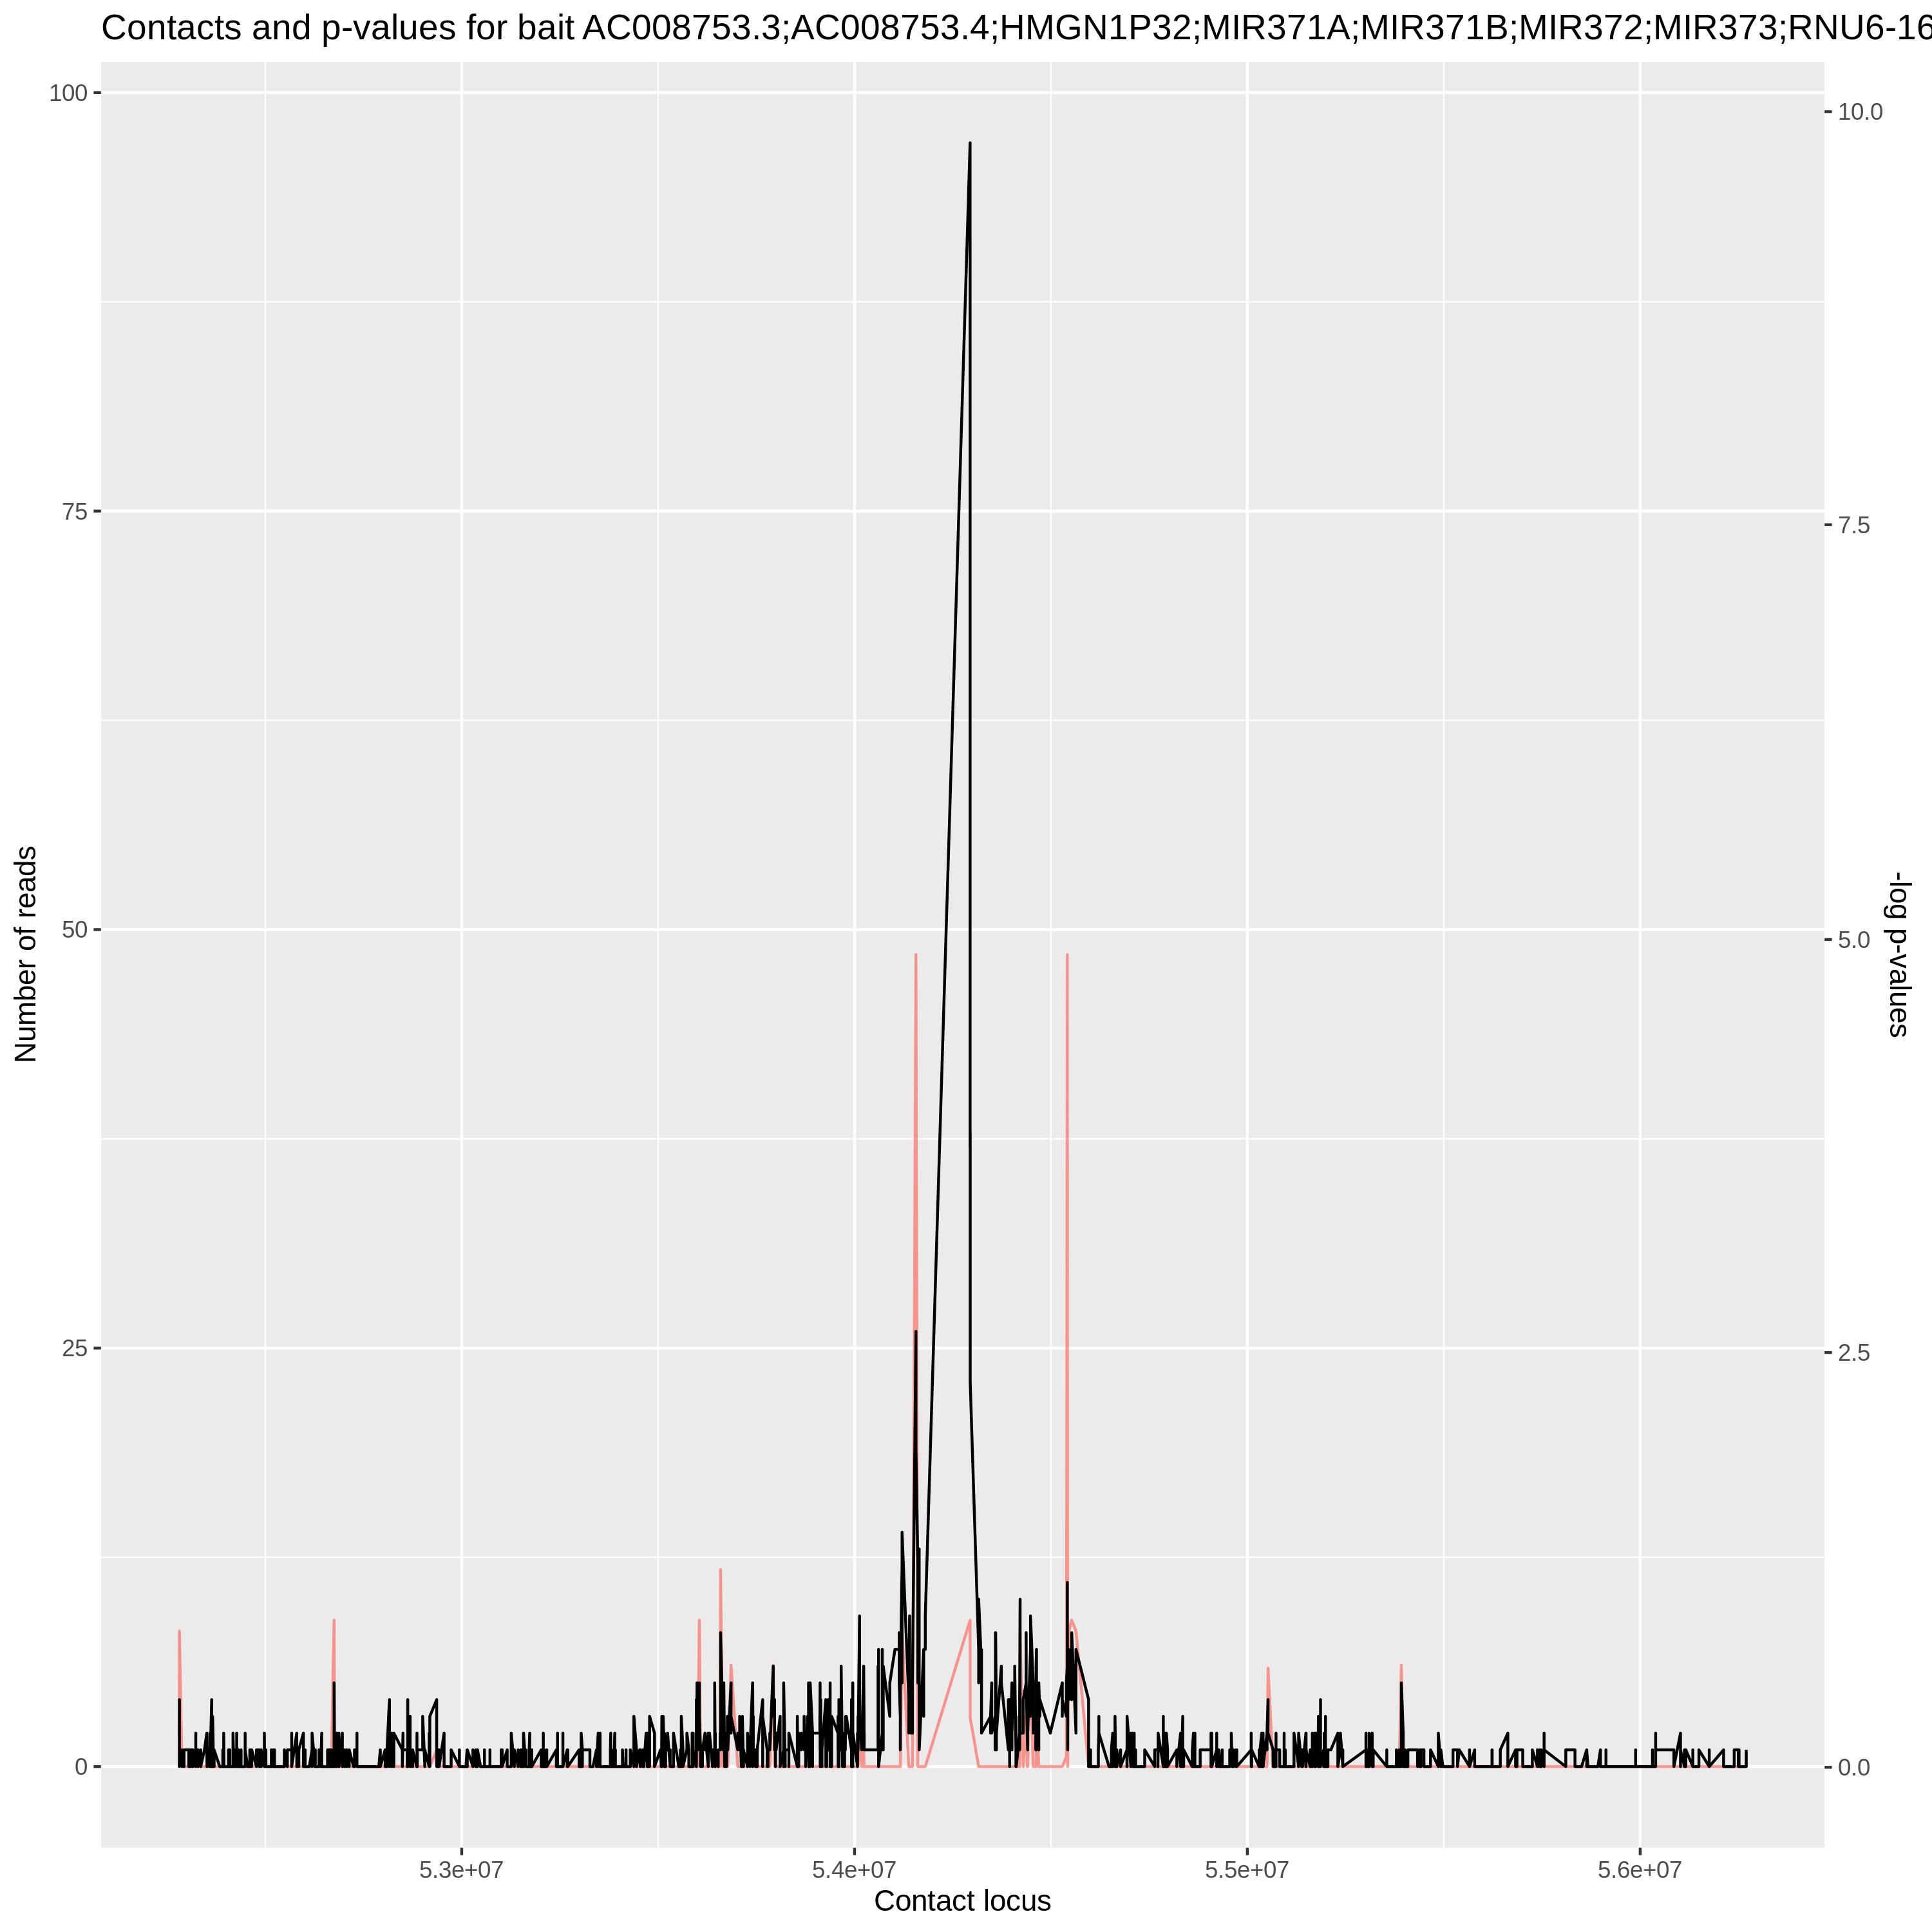 Contacts and p-values for bait AC008753.3;AC008753.4;HMGN1P32;MIR371A;MIR371B;MIR372;MIR373;RNU6-16
100
75
50
25
0
Number of reads
10.0
7.5
5.0
2.5
0.0
-log p-values
5.3e+07
5.4e+07
5.5e+07
5.6e+07
Contact locus